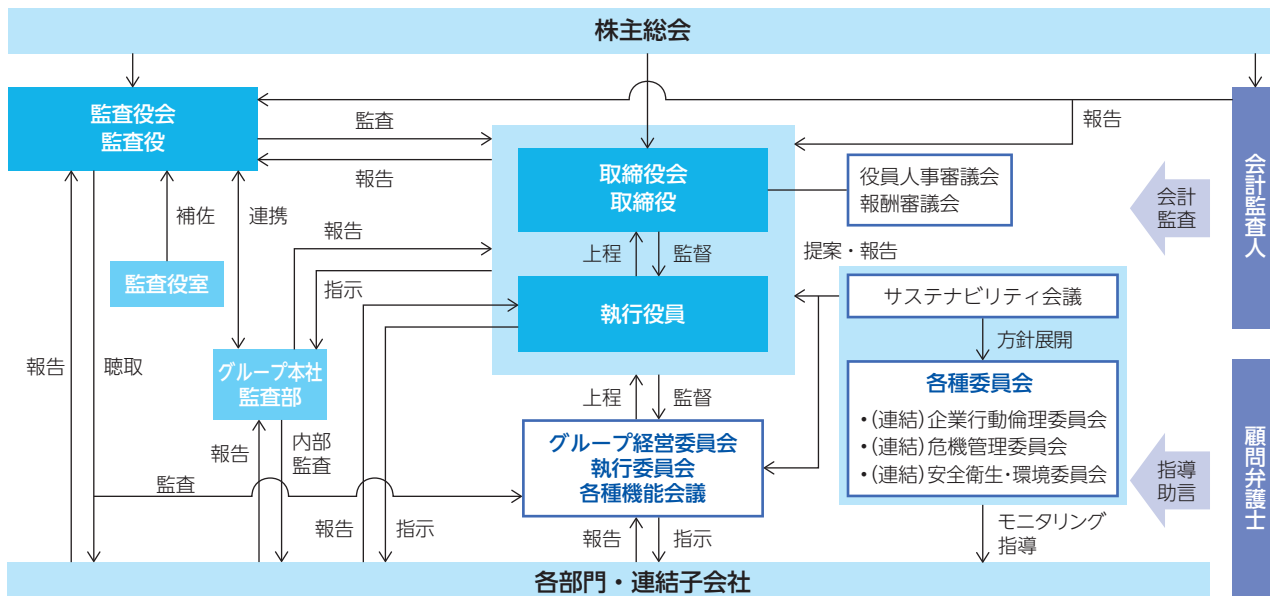 株主総会
監査役会
監査役
監査
報告
報告
取締役会
取締役
役員人事審議会
報酬審議会
会計
監査
会計監査人
補佐
連携
報告
上程
監督
提案・報告
監査役室
指示
執行役員
サステナビリティ会議
方針展開
報告
聴取
グループ本社
監査部
上程
監督
各種委員会
・(連結)企業行動倫理委員会
・(連結)危機管理委員会
・(連結)安全衛生・環境委員会
報告
内部
監査
グループ経営委員会
執行委員会
各種機能会議
監査
指導
助言
顧問弁護士
報告
指示
報告
指示
モニタリング
指導
各部門・連結子会社